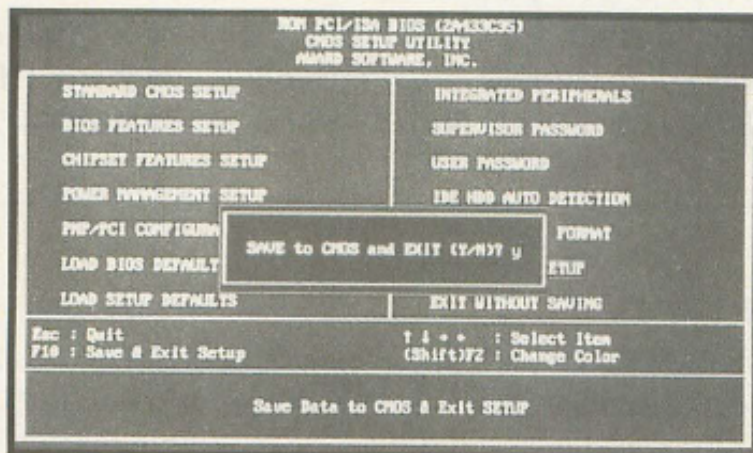 ROM PCI/ISA BIOS (2A433C35)
CMOS SETUP UTILITY
AWARD SOFTWARE, INC.
STANDARD CMOS SETUP
BIOS FEATURES SETUP
CHIPSET FEATURES SETUP
POWER MANAGEMENT SETUP
PNP/PCI CONFIGURA
LOAD BIOS DEFAULT
LOAD SETUP DEFAULTS
INTEGRATED PERIPHERALS
SUPERVISOR PASSWORD
USER PASSWORD
IDE HDD AUTO DETECTION
FORMAT
ETUP
EXIT WITHOUT SAVING
SAVE to CMOS and EXIT (Y/N)? y
Esc : Quit
F10 : Save & Exit Setup
↑ ↓ → ← : Select Item
(Shift)F2 : Change Color
Save Data to CMOS & Exit SETUP